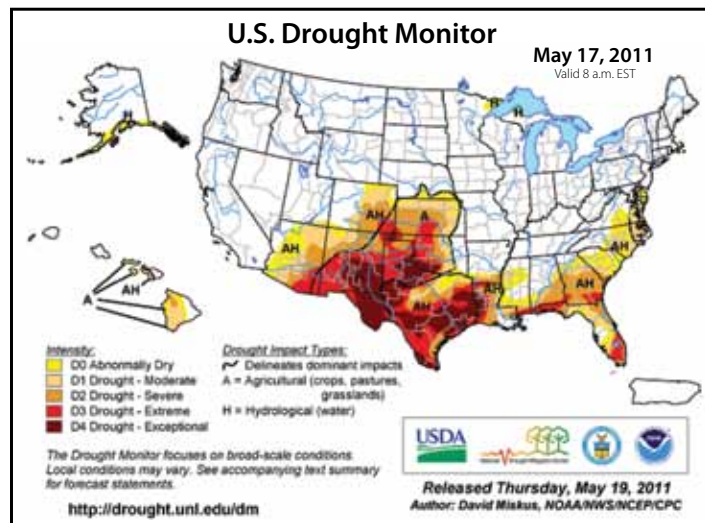 U.S. Drought Monitor
May 17, 2011
Valid 8 a.m. EST
H
H
H
AH
A
AH
AH
AH
AH
AH
A
AH
Intensity:
D0 Abnormally Dry
D1 Drought - Moderate
D2 Drought - Severe
D3 Drought - Extreme
D4 Drought - Exceptional
Drought Impact Types:
Delineates dominant impacts
A = Agricultural (crops, pastures,
grasslands)
H = Hydrological (water)
The Drought Monitor focuses on broad-scale conditions.
Local conditions may vary. See accompanying text summary
for forecast statements.
http://drought.unl.edu/dm
USDA
Released Thursday, May 19, 2011
Author: David Miskus, NOAA/NWS/NCEP/CPC